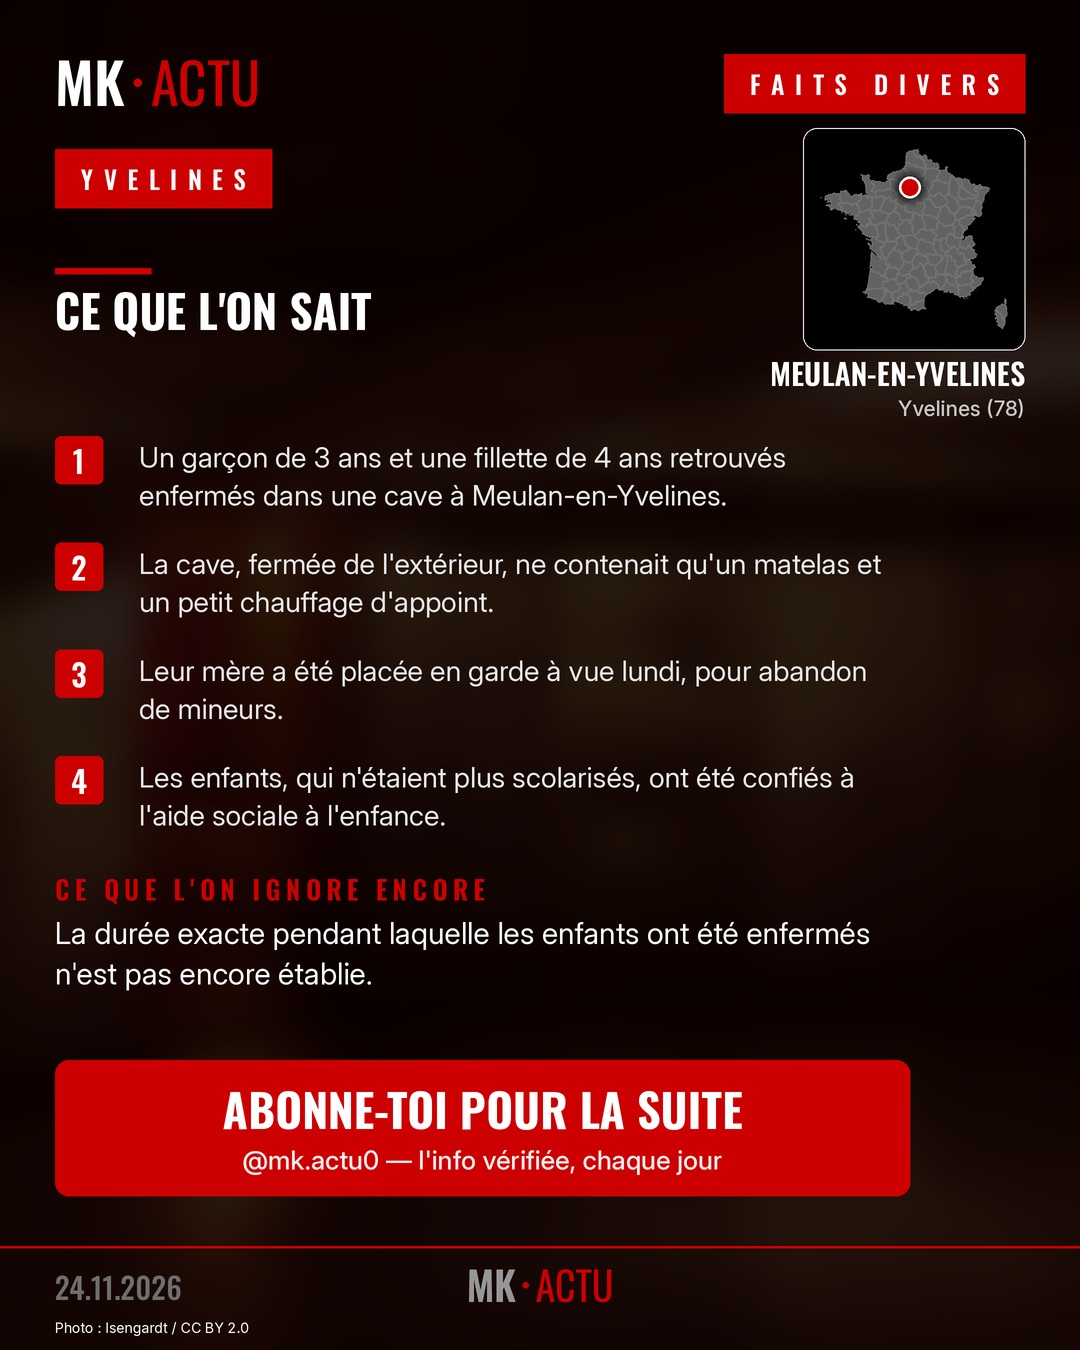 MK·ACTU
FAITS DIVERS
YVELINES
CE QUE L'ON SAIT
MEULAN-EN-YVELINES
Yvelines (78)
1
Un garçon de 3 ans et une fillette de 4 ans retrouvés
enfermés dans une cave à Meulan-en-Yvelines.
2
La cave, fermée de l'extérieur, ne contenait qu'un matelas et
un petit chauffage d'appoint.
3
Leur mère a été placée en garde à vue lundi, pour abandon
de mineurs.
4
Les enfants, qui n'étaient plus scolarisés, ont été confiés à
l'aide sociale à l'enfance.
CE QUE L'ON IGNORE ENCORE
La durée exacte pendant laquelle les enfants ont été enfermés
n'est pas encore établie.
ABONNE-TOI POUR LA SUITE
@mk.actu0 — l'info vérifiée, chaque jour
24.11.2026
MK·ACTU
Photo : Isengardt / CC BY 2.0